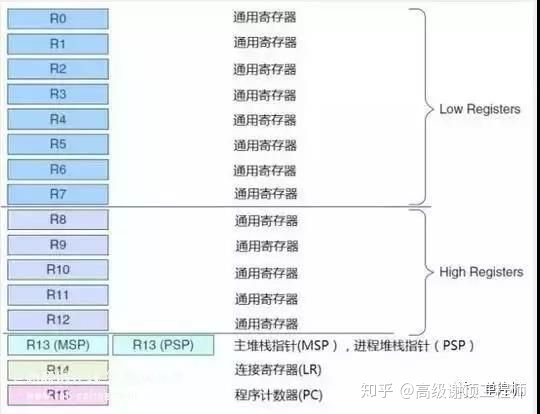 R0 通用寄存器
R1 通用寄存器
R2 通用寄存器
R3 通用寄存器
Low Registers
R4 通用寄存器
R5 通用寄存器
R6 通用寄存器
R7 通用寄存器
R8 通用寄存器
R9 通用寄存器
R10 通用寄存器
High Registers
R11 通用寄存器
R12 通用寄存器
R13 (MSP) R13 (PSP) 主堆栈指针(MSP），进程堆栈指针（PSP）
R14 连接寄存器(LR)
R15 程序计数器(PC)
知乎 @高级谢顶工程师